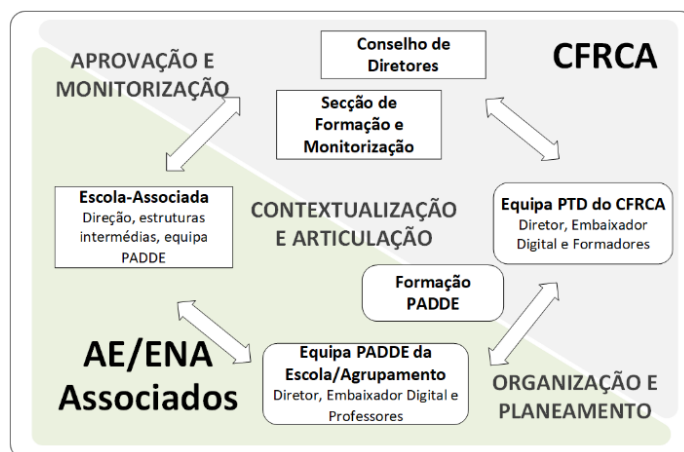 APROVAÇÃO E
MONITORIZAÇÃO
Conselho de
Diretores
CFRCA
Secção de
Formação e
Monitorização
Escola-Associada
Direção, estruturas
intermédias, equipa
PADDE
CONTEXTUALIZAÇÃO
E ARTICULAÇÃO
Equipa PTD do CFRCA
Diretor, Embaixador
Digital e Formadores
Formação
PADDE
AE/ENA
Associados
Equipa PADDE da
Escola/Agrupamento
Diretor, Embaixador Digital e
Professores
ORGANIZAÇÃO E
PLANEAMENTO